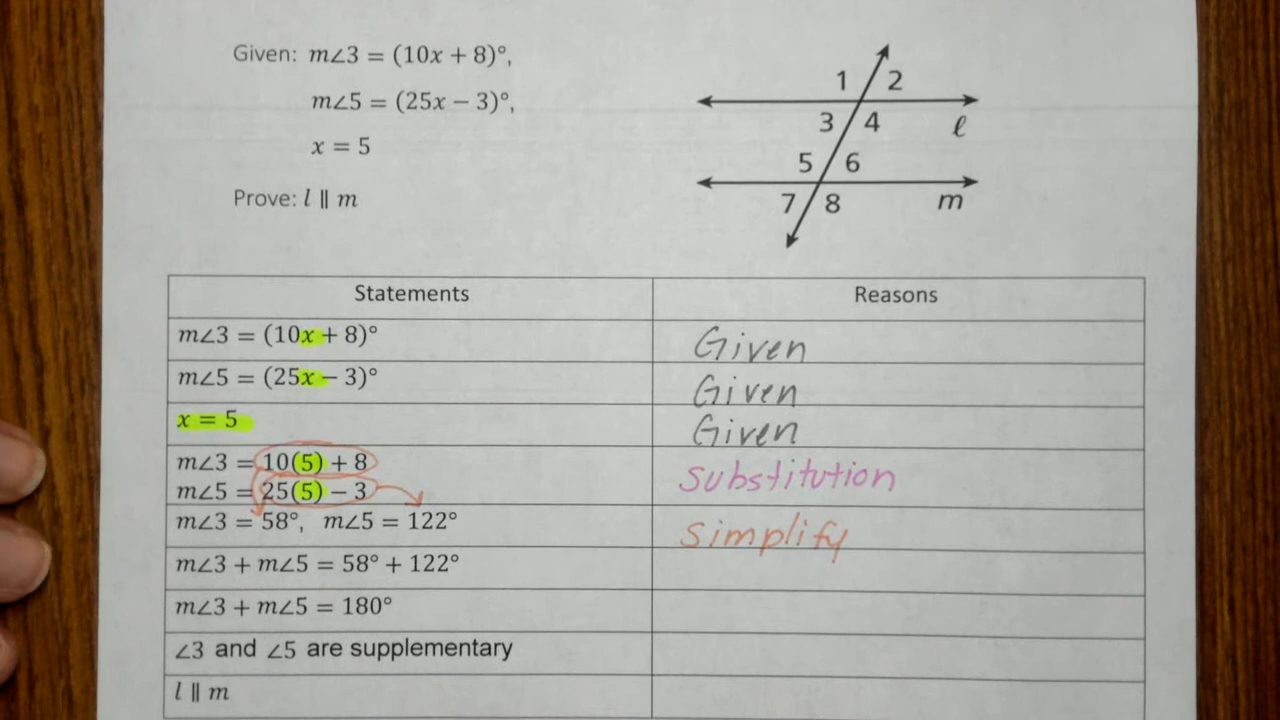 Given: m∠3 = (10x + 8)°,
m∠5 = (25x − 3)°,
x = 5
Prove: l ∥ m
1 2
3 4 ℓ
5 6
7 8 m
Statements Reasons
m∠3 = (10x + 8)° Given
m∠5 = (25x − 3)° Given
x = 5 Given
m∠3 = 10(5) + 8
m∠5 = 25(5) − 3 substitution
m∠3 = 58°, m∠5 = 122° simplify
m∠3 + m∠5 = 58° + 122°
m∠3 + m∠5 = 180°
∠3 and ∠5 are supplementary
l ∥ m